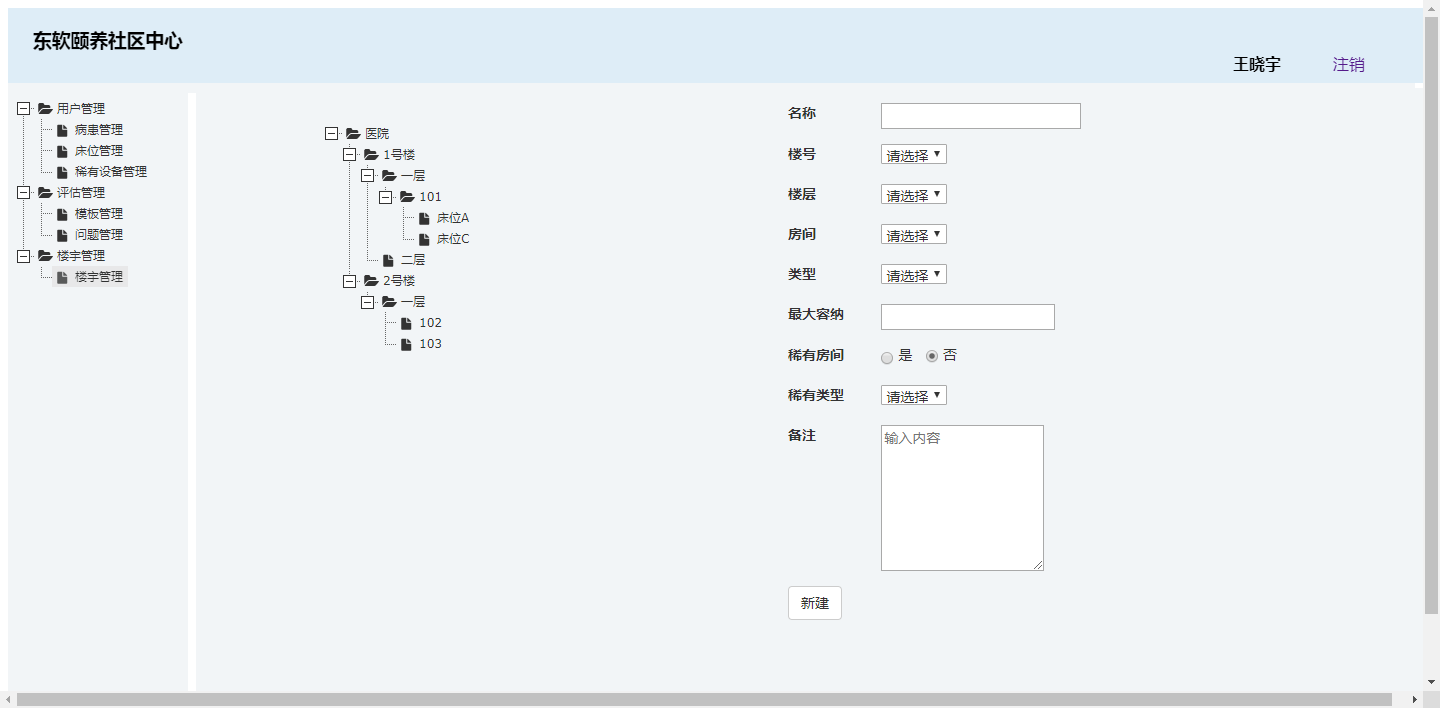 东软颐养社区中心
王晓宇 注销
用户管理
病患管理
床位管理
稀有设备管理
评估管理
模板管理
问题管理
楼宇管理
楼宇管理
医院
1号楼
一层
101
床位A
床位C
二层
2号楼
一层
102
103
名称
楼号 请选择
楼层 请选择
房间 请选择
类型 请选择
最大容纳
稀有房间 是 否
稀有类型 请选择
备注 输入内容
新建